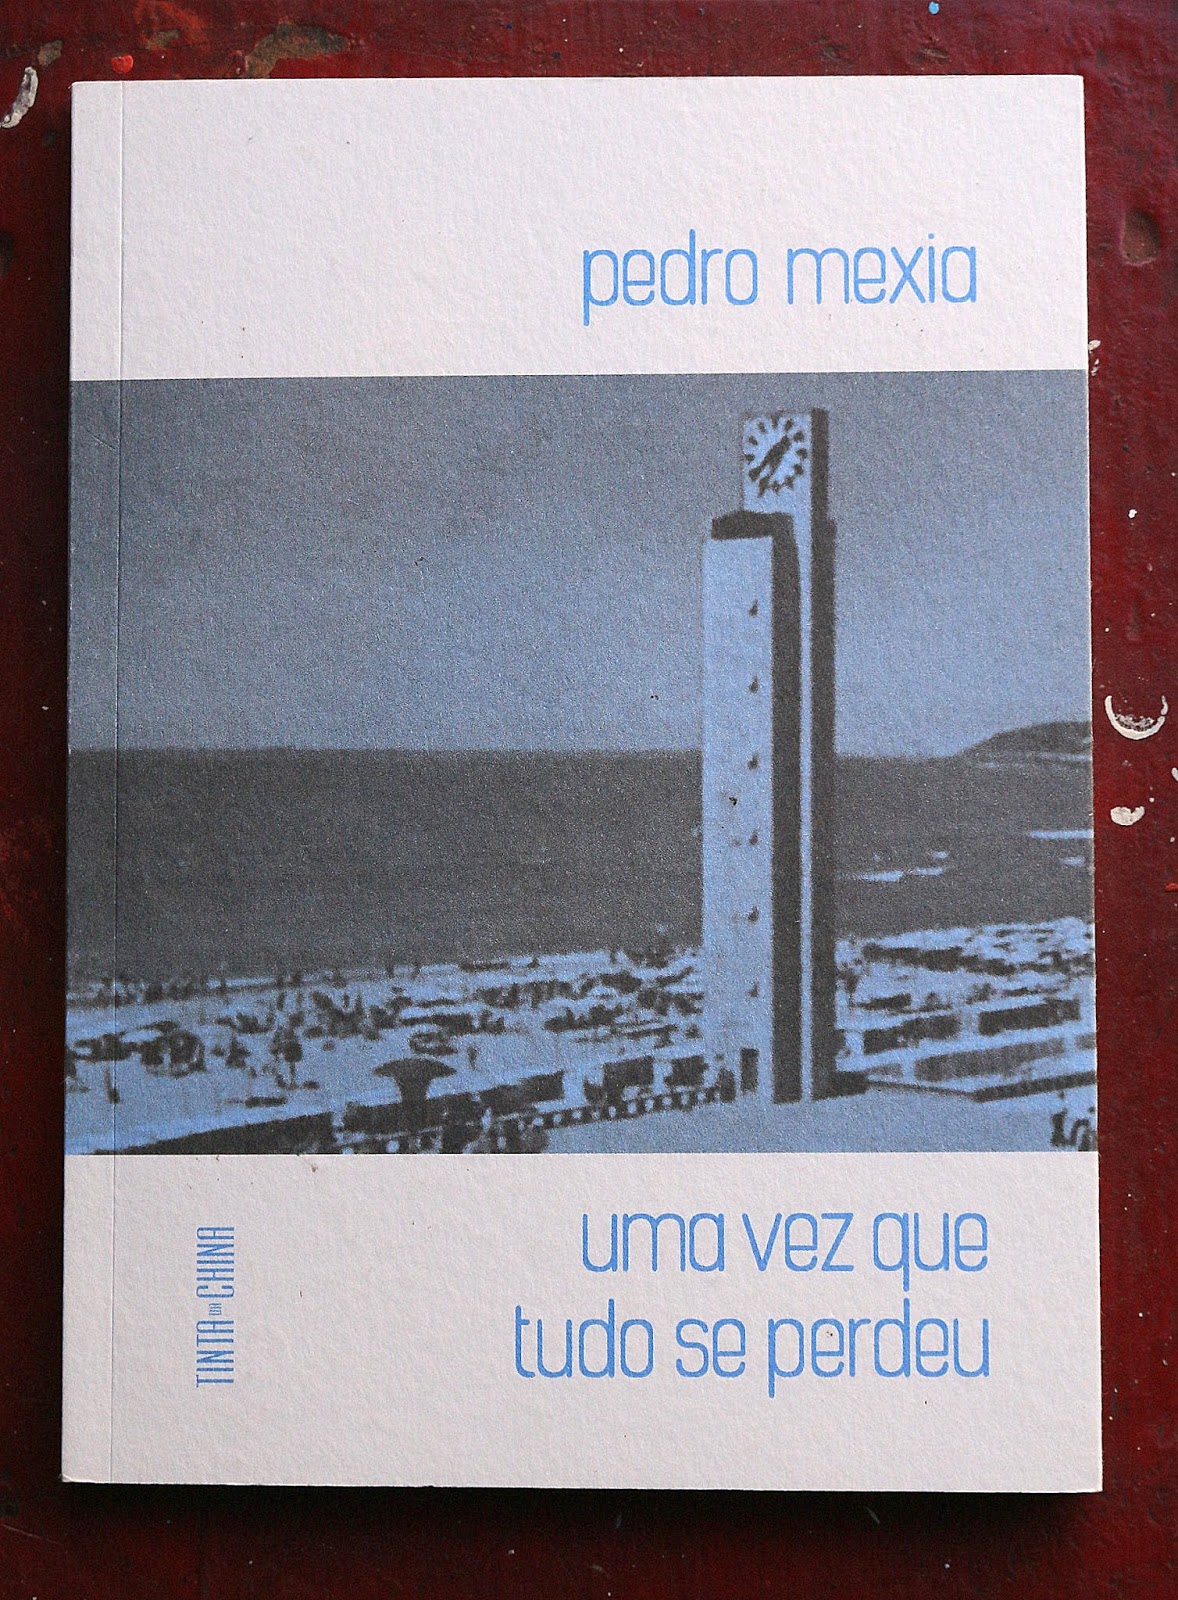 pedro mexia
uma vez que
tudo se perdeu
TINTA DA CHINA